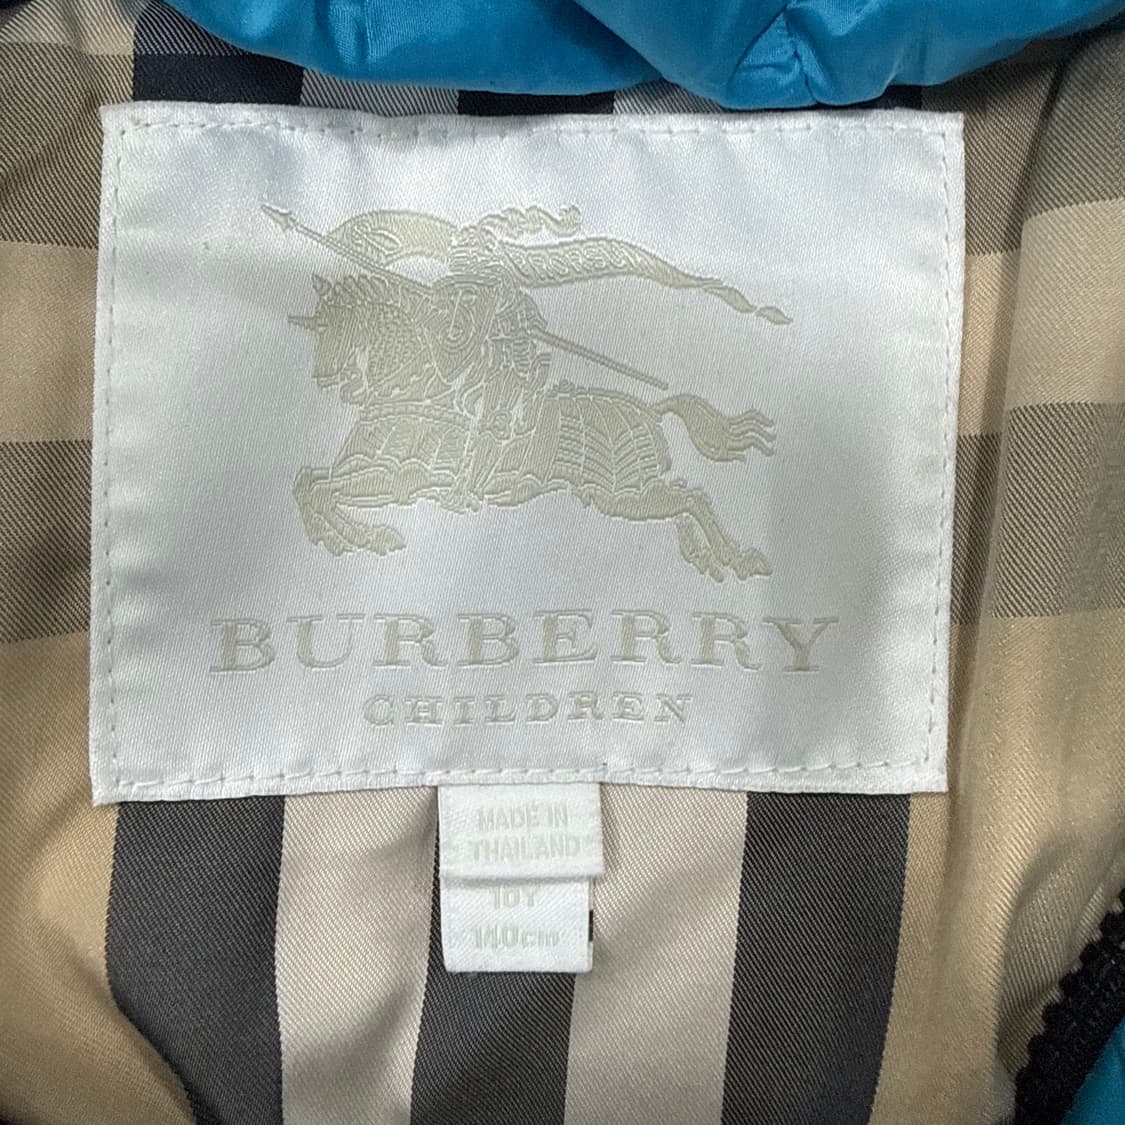 BURBERRY
CHILDREN
MADE IN
THAILAND
10Y
140cm